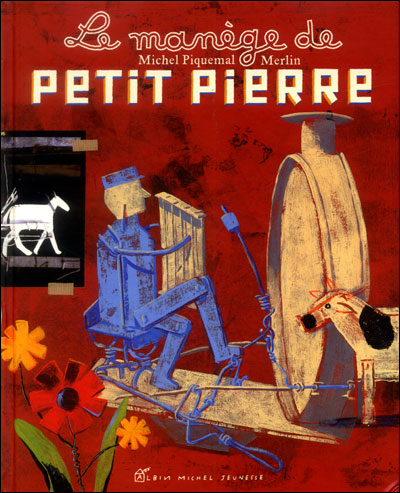 Le manège de
Michel Piquemal Merlin
PETIT PIERRE
ALBIN MICHEL JEUNESSE